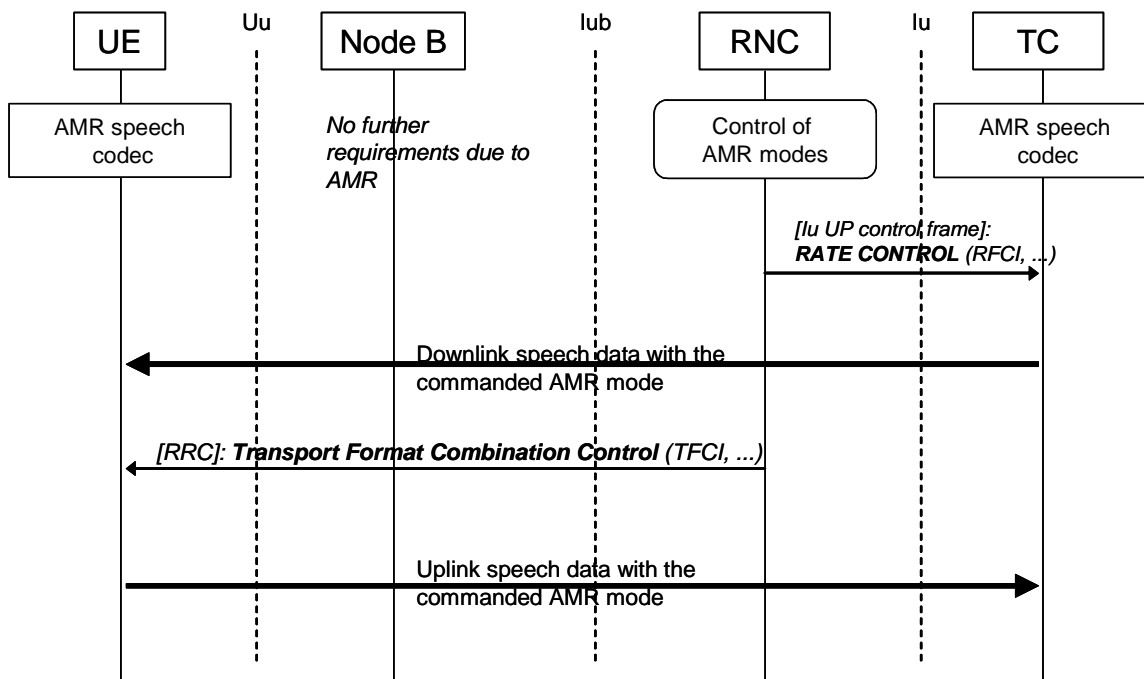 Uu
Iub
Iu
UE
Node B
RNC
TC
AMR speech
codec
No further
requirements due to
AMR
Control of
AMR modes
AMR speech
codec
[Iu UP control frame]:
RATE CONTROL (RFCI, ...)
Downlink speech data with the
commanded AMR mode
[RRC]: Transport Format Combination Control (TFCI, ...)
Uplink speech data with the
commanded AMR mode